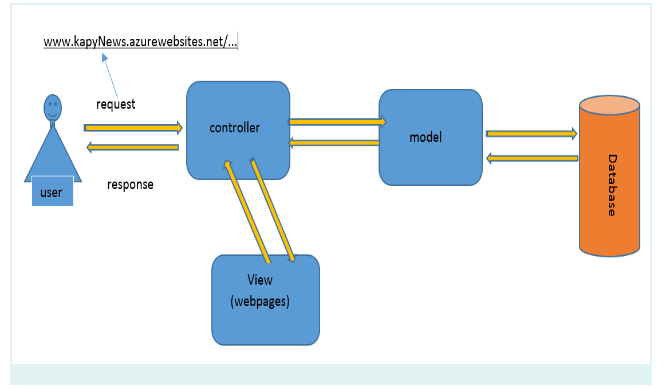 www.kapyNews.azurewebsites.net/...
request
controller
model
Database
user
response
View
(webpages)